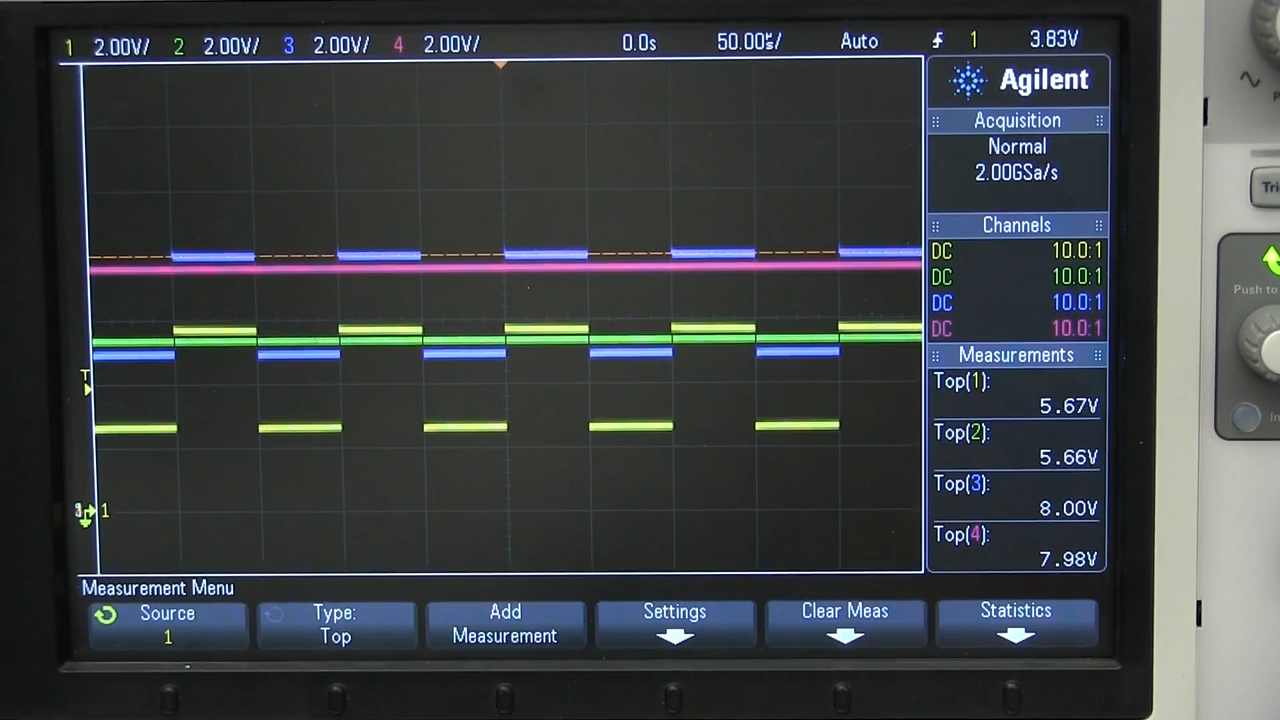 1 2.00V/ 2 2.00V/ 3 2.00V/ 4 2.00V/ 0.0s 50.00µs/ Auto 1 3.83V
Agilent
Acquisition
Normal
2.00GSa/s
Channels
DC 10.0:1
DC 10.0:1
DC 10.0:1
DC 10.0:1
Measurements
Top(1):
5.67V
Top(2):
5.66V
Top(3):
8.00V
Top(4):
7.98V
T
1
Measurement Menu
Source
1
Type:
Top
Add
Measurement
Settings
Clear Meas
Statistics
Push to